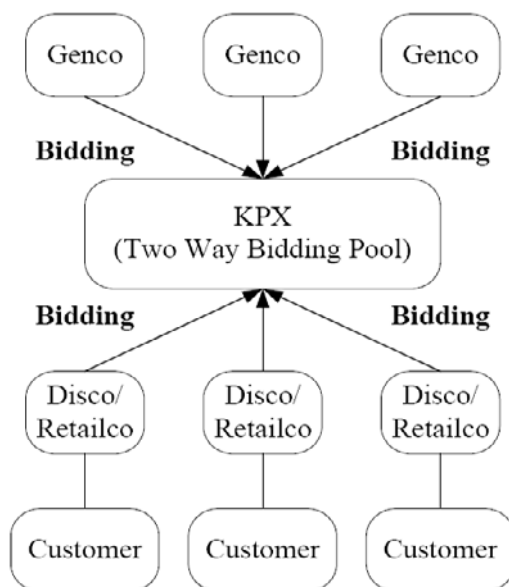 Genco Genco Genco
Bidding Bidding
KPX
(Two Way Bidding Pool)
Bidding Bidding
Disco/ Disco/ Disco/
Retailco Retailco Retailco
Customer Customer Customer